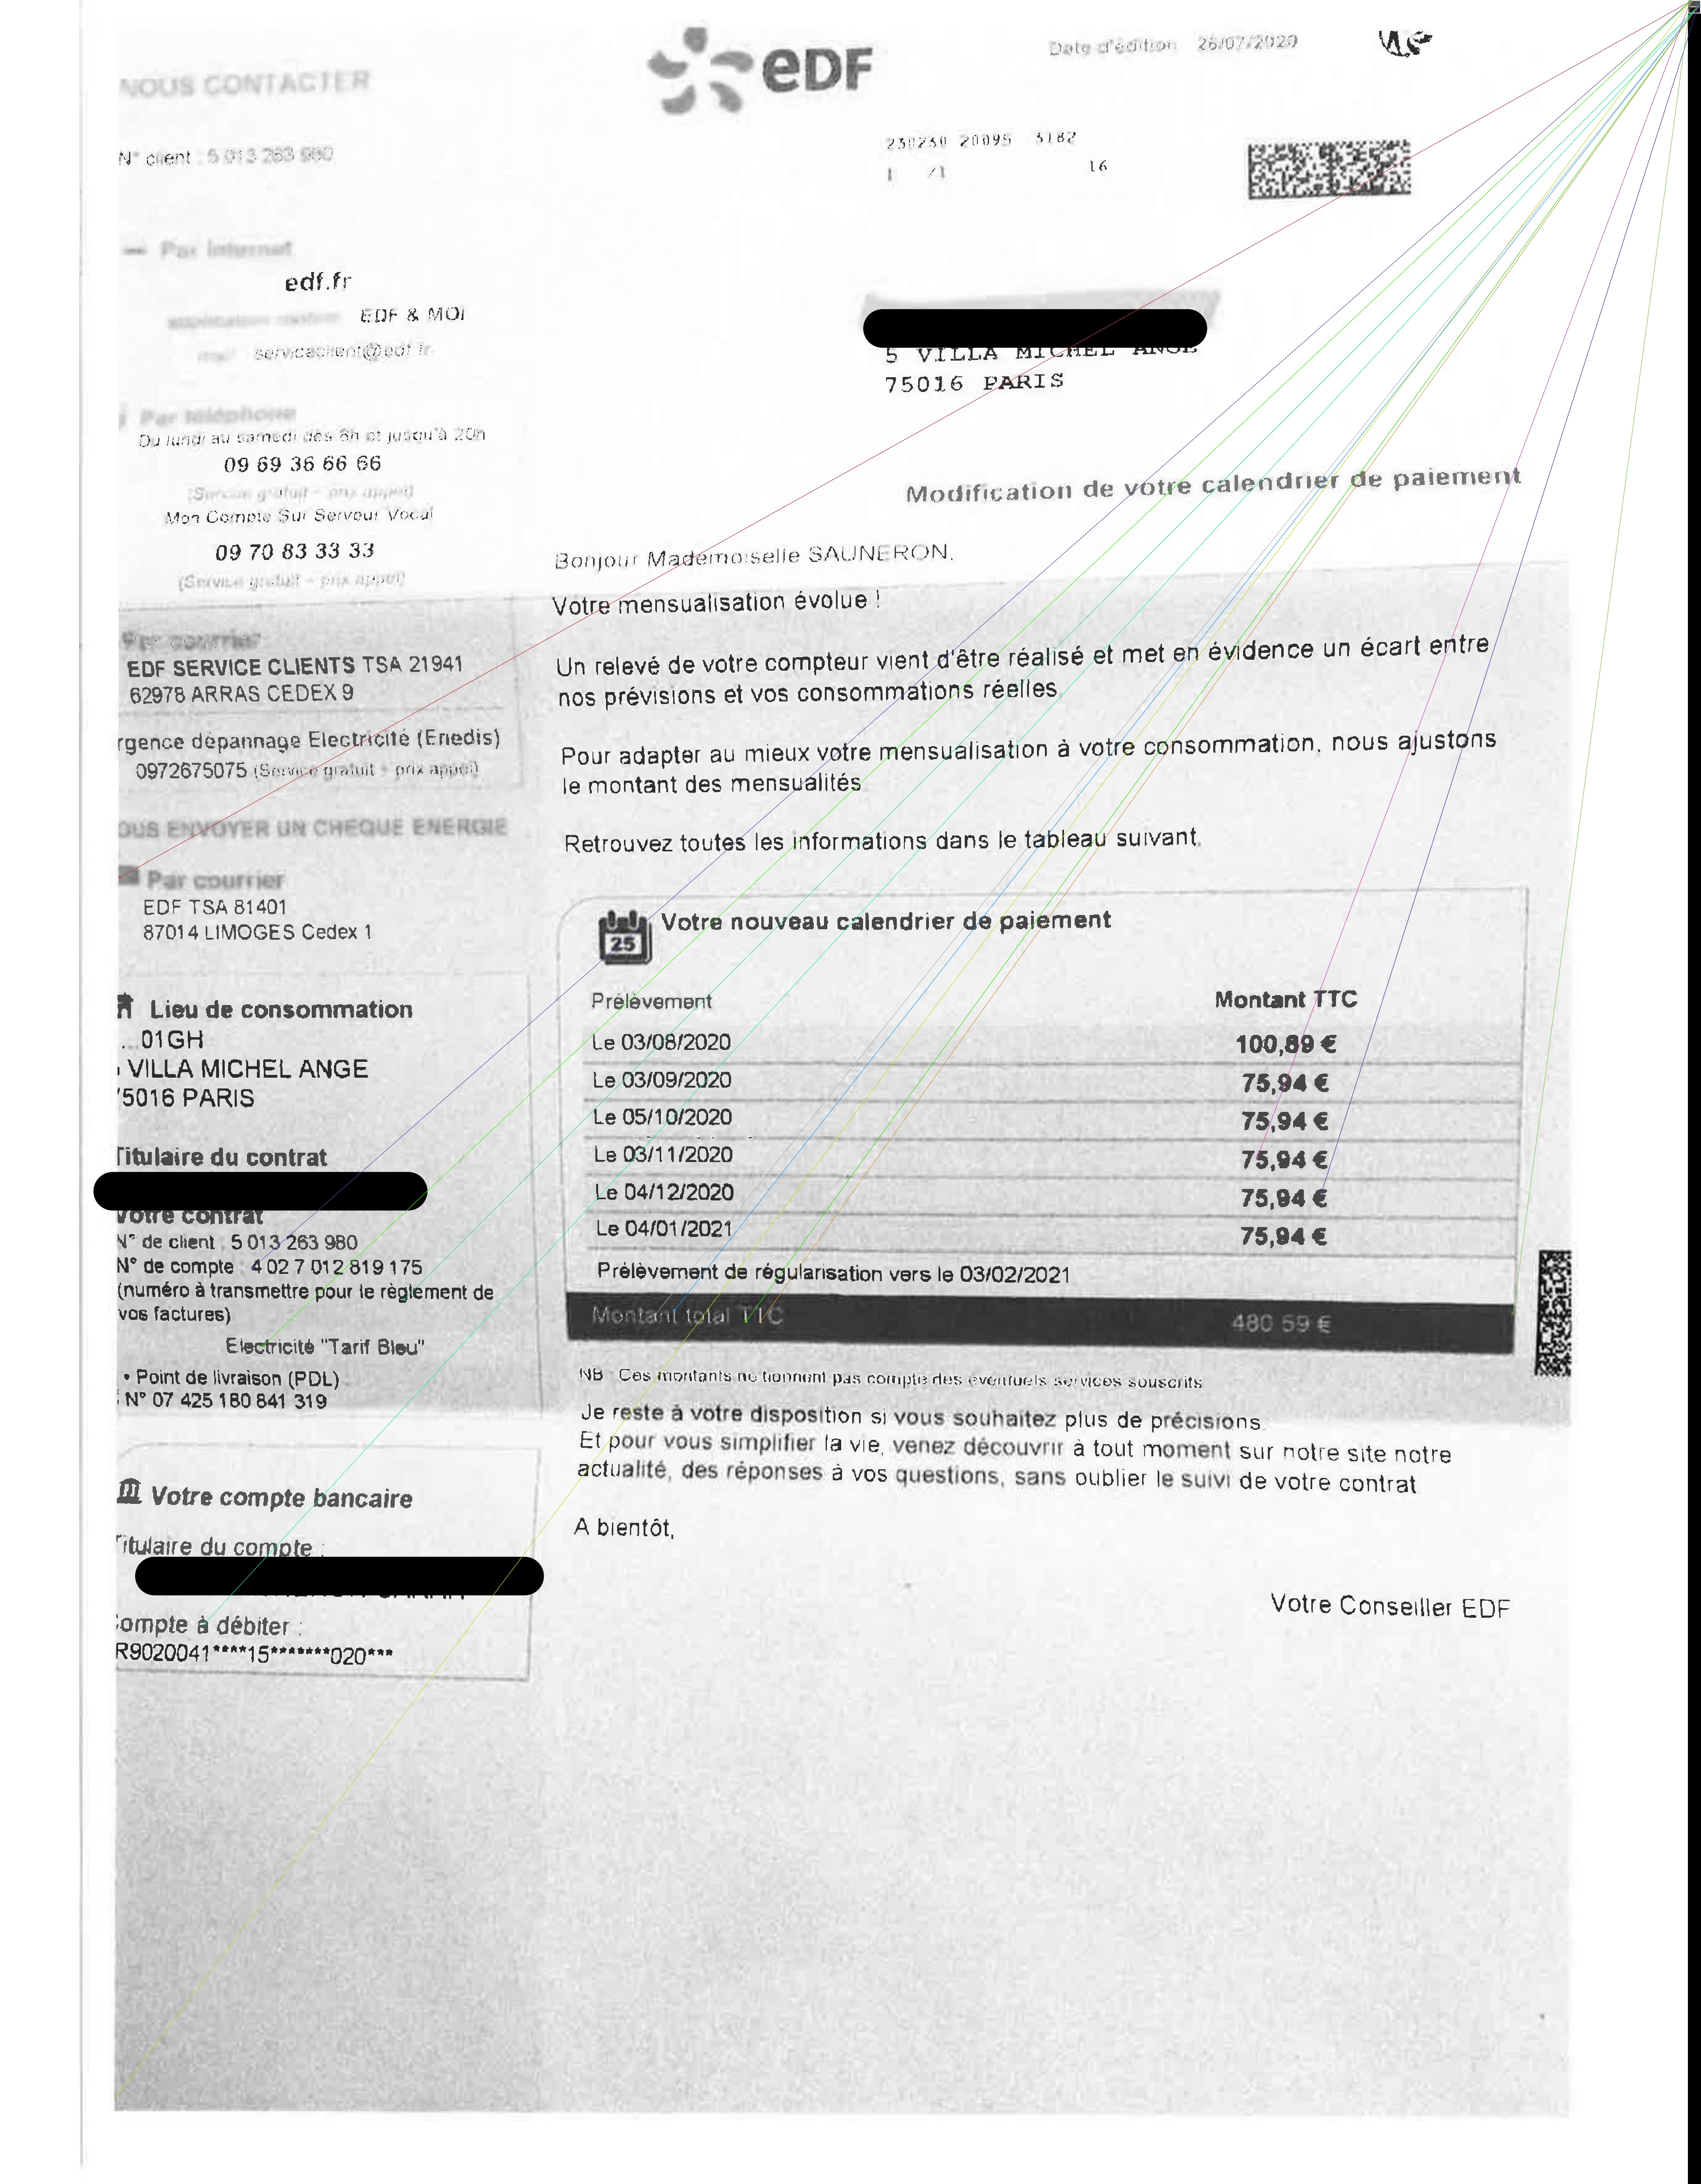 NOUS CONTACTER
N° client : 5 013 263 980
Par Internet
edf.fr
application mobile EDF & MOI
mail : serviceclient@edf.fr
Par téléphone
Du lundi au samedi dès 8h et jusqu'à 20h
09 69 36 66 66
(Service gratuit + prix appel)
Mon Compte Sur Serveur Vocal
09 70 83 33 33
(Service gratuit + prix appel)
Par courrier
EDF SERVICE CLIENTS TSA 21941
62978 ARRAS CEDEX 9
rgence dépannage Electricité (Enedis)
0972675075 (Service gratuit + prix appel)
OUS ENVOYER UN CHEQUE ENERGIE
Par courrier
EDF TSA 81401
87014 LIMOGES Cedex 1
Lieu de consommation
...01GH
VILLA MICHEL ANGE
5016 PARIS
Titulaire du contrat
Votre contrat
N° de client : 5 013 263 980
N° de compte : 4 02 7 012 819 175
(numéro à transmettre pour le règlement de
vos factures)
Electricité "Tarif Bleu"
• Point de livraison (PDL)
N° 07 425 180 841 319
Votre compte bancaire
Titulaire du compte :
ompte à débiter :
R9020041****15*******020***
edf
Date d'édition 26/07/2020
230230 20095 3182
1 /1 16
5 VILLA MICHEL ANGE
75016 PARIS
Modification de votre calendrier de paiement
Bonjour Mademoiselle SAUNERON,
Votre mensualisation évolue !
Un relevé de votre compteur vient d'être réalisé et met en évidence un écart entre
nos prévisions et vos consommations réelles
Pour adapter au mieux votre mensualisation à votre consommation, nous ajustons
le montant des mensualités
Retrouvez toutes les informations dans le tableau suivant.
25 Votre nouveau calendrier de paiement
Prélèvement Montant TTC
Le 03/08/2020 100,89 €
Le 03/09/2020 75,94 €
Le 05/10/2020 75,94 €
Le 03/11/2020 75,94 €
Le 04/12/2020 75,94 €
Le 04/01/2021 75,94 €
Prélèvement de régularisation vers le 03/02/2021
Montant total TTC 480 59 €
NB Ces montants ne tiennent pas compte des éventuels services souscrits
Je reste à votre disposition si vous souhaitez plus de précisions.
Et pour vous simplifier la vie, venez découvrir à tout moment sur notre site notre
actualité, des réponses à vos questions, sans oublier le suivi de votre contrat
A bientôt,
Votre Conseiller EDF